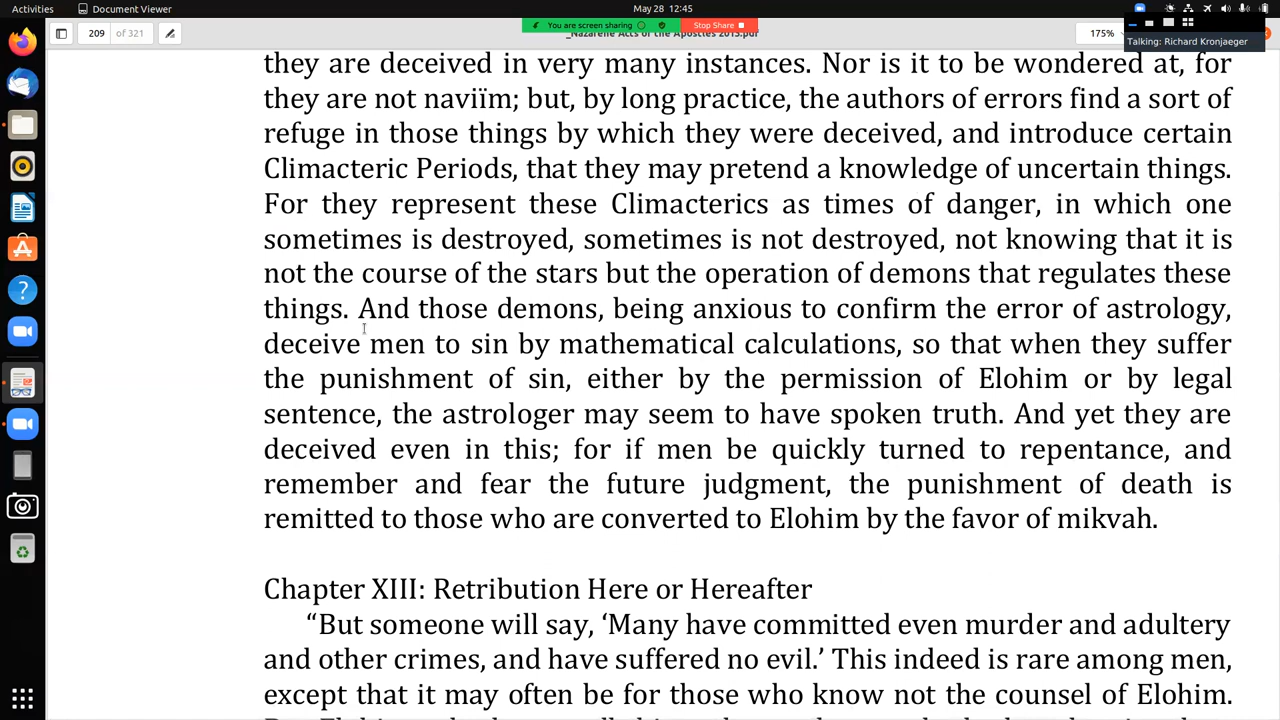 Activities
Document Viewer
May 28 12:45
You are screen sharing
Stop Share
209 of 321
_Nazarene Acts of the Apostles 2013.pdf
175%
Talking: Richard Kronjaeger
they are deceived in very many instances. Nor is it to be wondered at, for
they are not naviïm; but, by long practice, the authors of errors find a sort of
refuge in those things by which they were deceived, and introduce certain
Climacteric Periods, that they may pretend a knowledge of uncertain things.
For they represent these Climacterics as times of danger, in which one
sometimes is destroyed, sometimes is not destroyed, not knowing that it is
not the course of the stars but the operation of demons that regulates these
things. And those demons, being anxious to confirm the error of astrology,
deceive men to sin by mathematical calculations, so that when they suffer
the punishment of sin, either by the permission of Elohim or by legal
sentence, the astrologer may seem to have spoken truth. And yet they are
deceived even in this; for if men be quickly turned to repentance, and
remember and fear the future judgment, the punishment of death is
remitted to those who are converted to Elohim by the favor of mikvah.
Chapter XIII: Retribution Here or Hereafter
“But someone will say, ‘Many have committed even murder and adultery
and other crimes, and have suffered no evil.’ This indeed is rare among men,
except that it may often be for those who know not the counsel of Elohim.